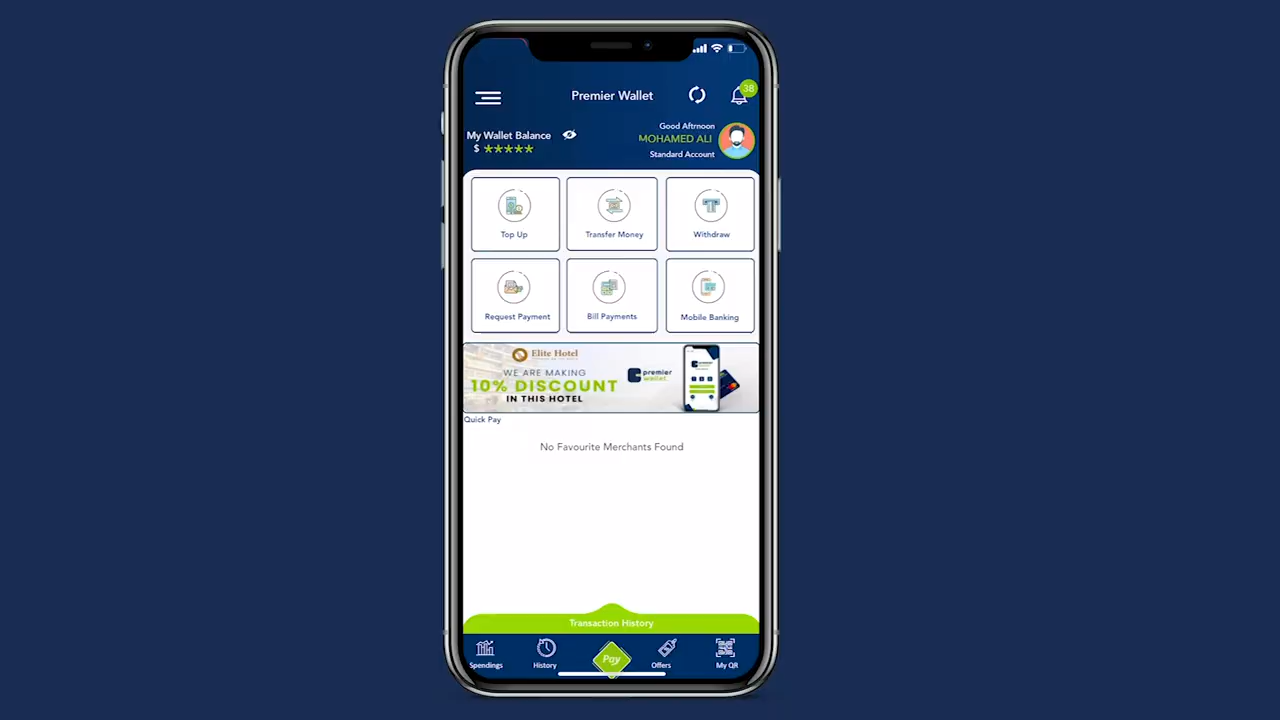 Premier Wallet
38
My Wallet Balance
$ *****
Good Aftrnoon
MOHAMED ALI
Standard Account
Top Up
Transfer Money
Withdraw
Request Payment
Bill Payments
Mobile Banking
Elite Hotel
WE ARE MAKING
10% DISCOUNT
IN THIS HOTEL
premier
wallet
Quick Pay
No Favourite Merchants Found
Transaction History
Spendings
History
Pay
Offers
My QR